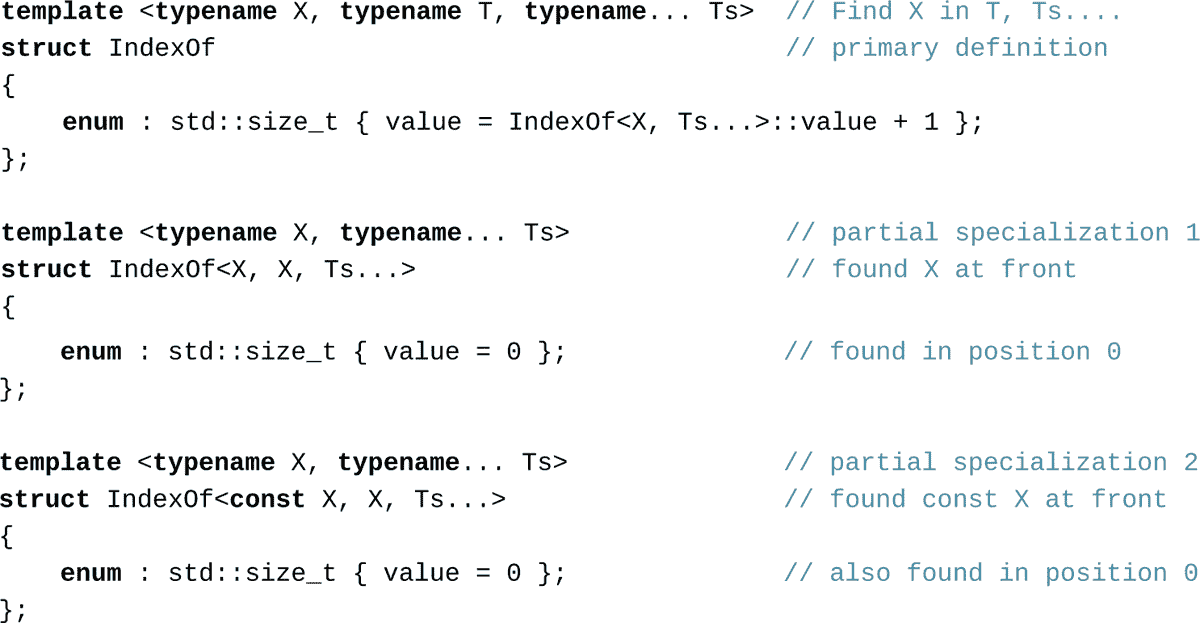 template <typename X, typename T, typename... Ts>  // Find X in T, Ts....
struct IndexOf                                     // primary definition
{
    enum : std::size_t { value = IndexOf<X, Ts...>::value + 1 };
};

template <typename X, typename... Ts>              // partial specialization 1
struct IndexOf<X, X, Ts...>                        // found X at front
{
    enum : std::size_t { value = 0 };              // found in position 0
};

template <typename X, typename... Ts>              // partial specialization 2
struct IndexOf<const X, X, Ts...>                  // found const X at front
{
    enum : std::size_t { value = 0 };              // also found in position 0
};